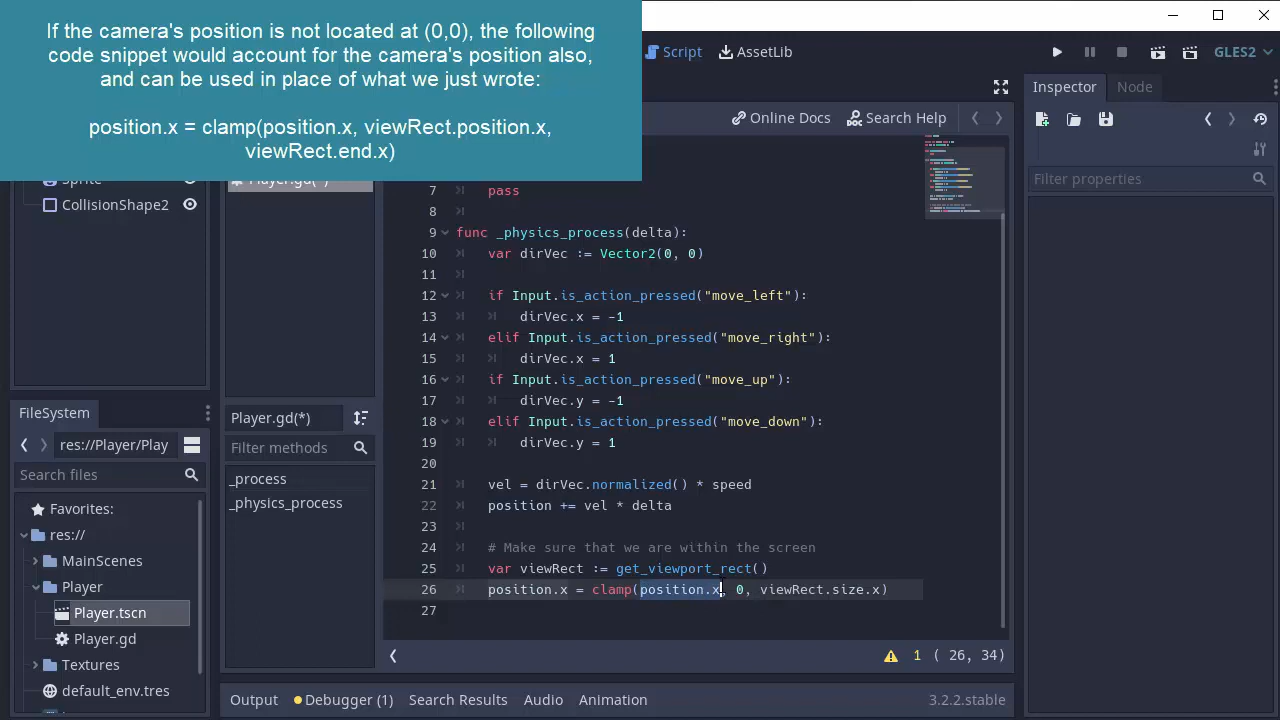 If the camera's position is not located at (0,0), the following
code snippet would account for the camera's position also,
and can be used in place of what we just wrote:
position.x = clamp(position.x, viewRect.position.x,
viewRect.end.x)
Script
AssetLib
GLES2
Online Docs
Search Help
Inspector
Node
Filter properties
CollisionShape2
7 pass
8
9 func _physics_process(delta):
10 var dirVec := Vector2(0, 0)
11
12 if Input.is_action_pressed("move_left"):
13 dirVec.x = -1
14 elif Input.is_action_pressed("move_right"):
15 dirVec.x = 1
16 if Input.is_action_pressed("move_up"):
17 dirVec.y = -1
18 elif Input.is_action_pressed("move_down"):
19 dirVec.y = 1
20
21 vel = dirVec.normalized() * speed
22 position += vel * delta
23
24 # Make sure that we are within the screen
25 var viewRect := get_viewport_rect()
26 position.x = clamp(position.x, 0, viewRect.size.x)
27
Player.gd(*)
Filter methods
_process
_physics_process
FileSystem
res://Player/Play
Search files
Favorites:
res://
MainScenes
Player
Player.tscn
Player.gd
Textures
default_env.tres
1 ( 26, 34)
Output
Debugger (1)
Search Results
Audio
Animation
3.2.2.stable